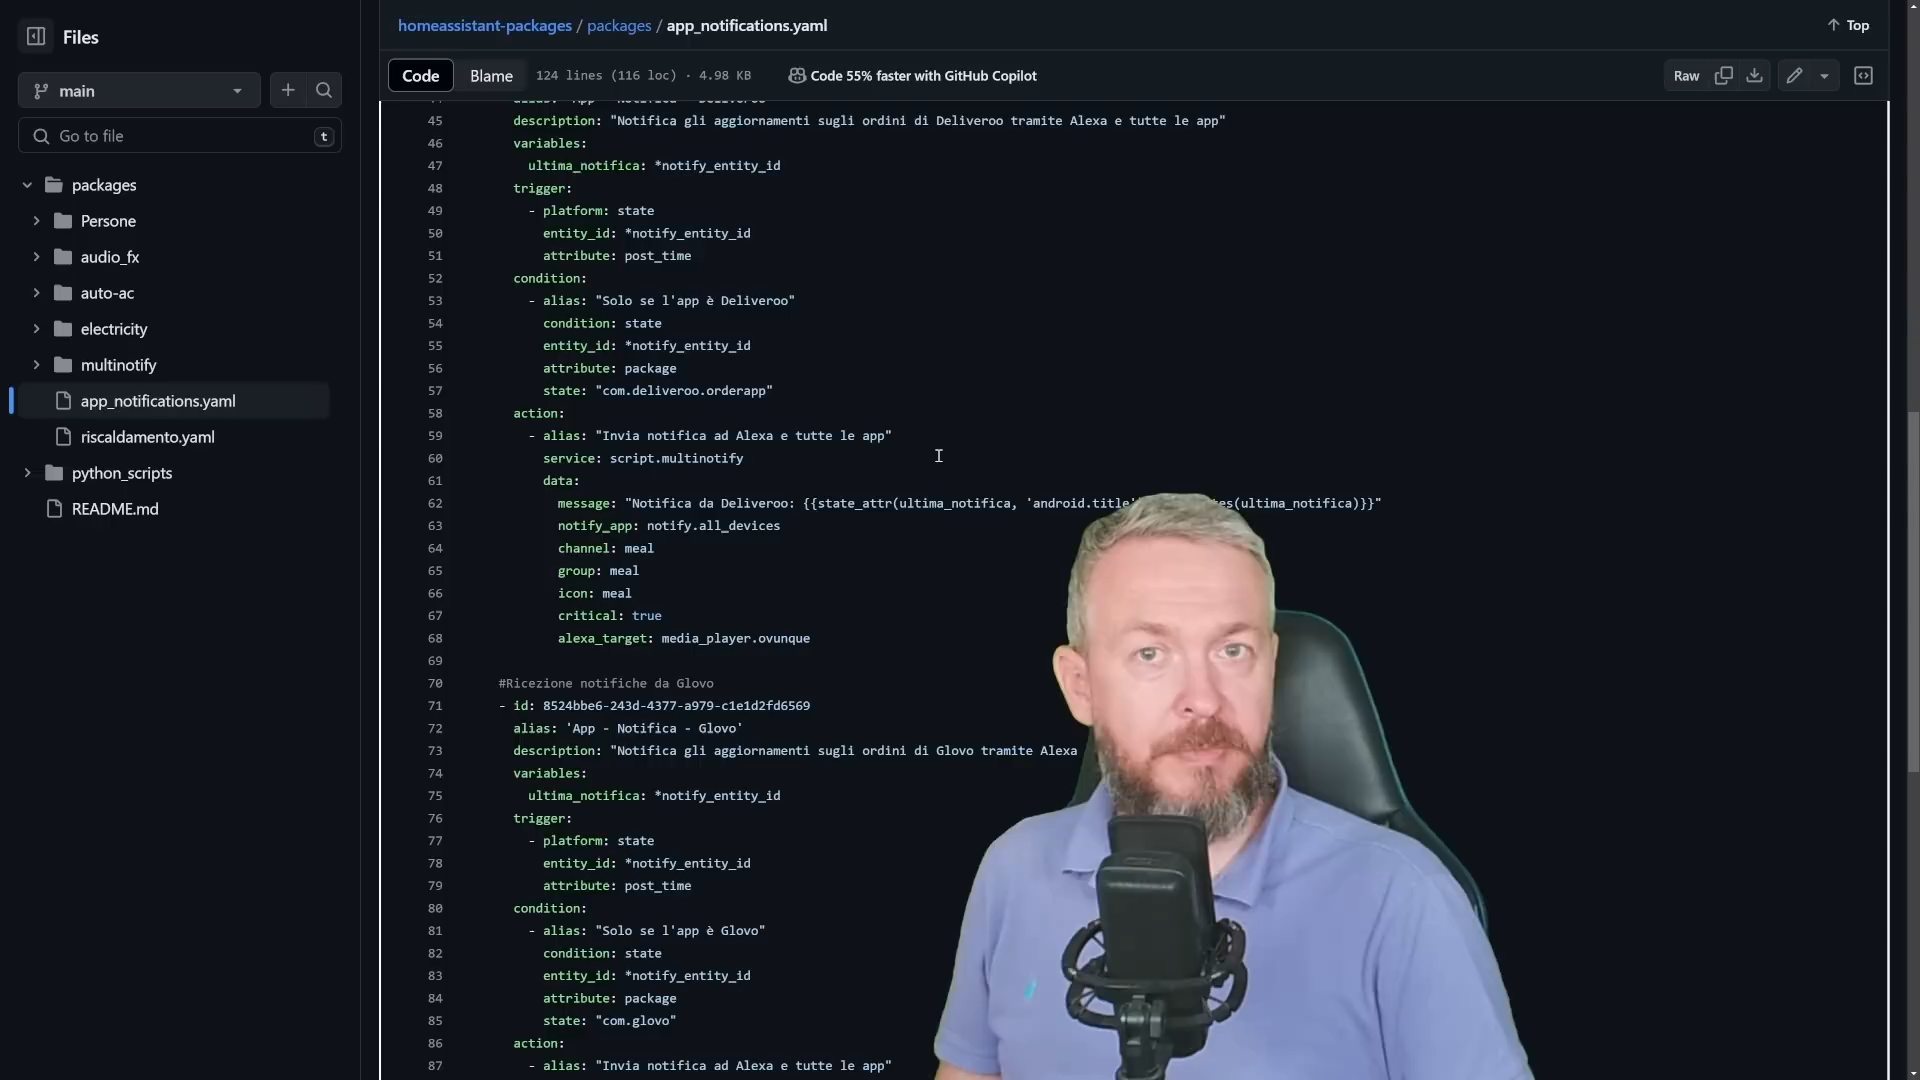 Files
homeassistant-packages / packages / app_notifications.yaml
Top
main
Code
Blame
124 lines (116 loc) · 4.98 KB
Code 55% faster with GitHub Copilot
Raw
Go to file
t
packages
Persone
audio_fx
auto-ac
electricity
multinotify
app_notifications.yaml
riscaldamento.yaml
python_scripts
README.md
45 description: "Notifica gli aggiornamenti sugli ordini di Deliveroo tramite Alexa e tutte le app"
46 variables:
47 ultima_notifica: *notify_entity_id
48 trigger:
49 - platform: state
50 entity_id: *notify_entity_id
51 attribute: post_time
52 condition:
53 - alias: "Solo se l'app è Deliveroo"
54 condition: state
55 entity_id: *notify_entity_id
56 attribute: package
57 state: "com.deliveroo.orderapp"
58 action:
59 - alias: "Invia notifica ad Alexa e tutte le app"
60 service: script.multinotify
61 data:
62 message: "Notifica da Deliveroo: {{state_attr(ultima_notifica, 'android.title' (ultima_notifica)}}"
63 notify_app: notify.all_devices
64 channel: meal
65 group: meal
66 icon: meal
67 critical: true
68 alexa_target: media_player.ovunque
69
70 #Ricezione notifiche da Glovo
71 - id: 8524bbe6-243d-4377-a979-c1e1d2fd6569
72 alias: 'App - Notifica - Glovo'
73 description: "Notifica gli aggiornamenti sugli ordini di Glovo tramite Alexa
74 variables:
75 ultima_notifica: *notify_entity_id
76 trigger:
77 - platform: state
78 entity_id: *notify_entity_id
79 attribute: post_time
80 condition:
81 - alias: "Solo se l'app è Glovo"
82 condition: state
83 entity_id: *notify_entity_id
84 attribute: package
85 state: "com.glovo"
86 action:
87 - alias: "Invia notifica ad Alexa e tutte le app"